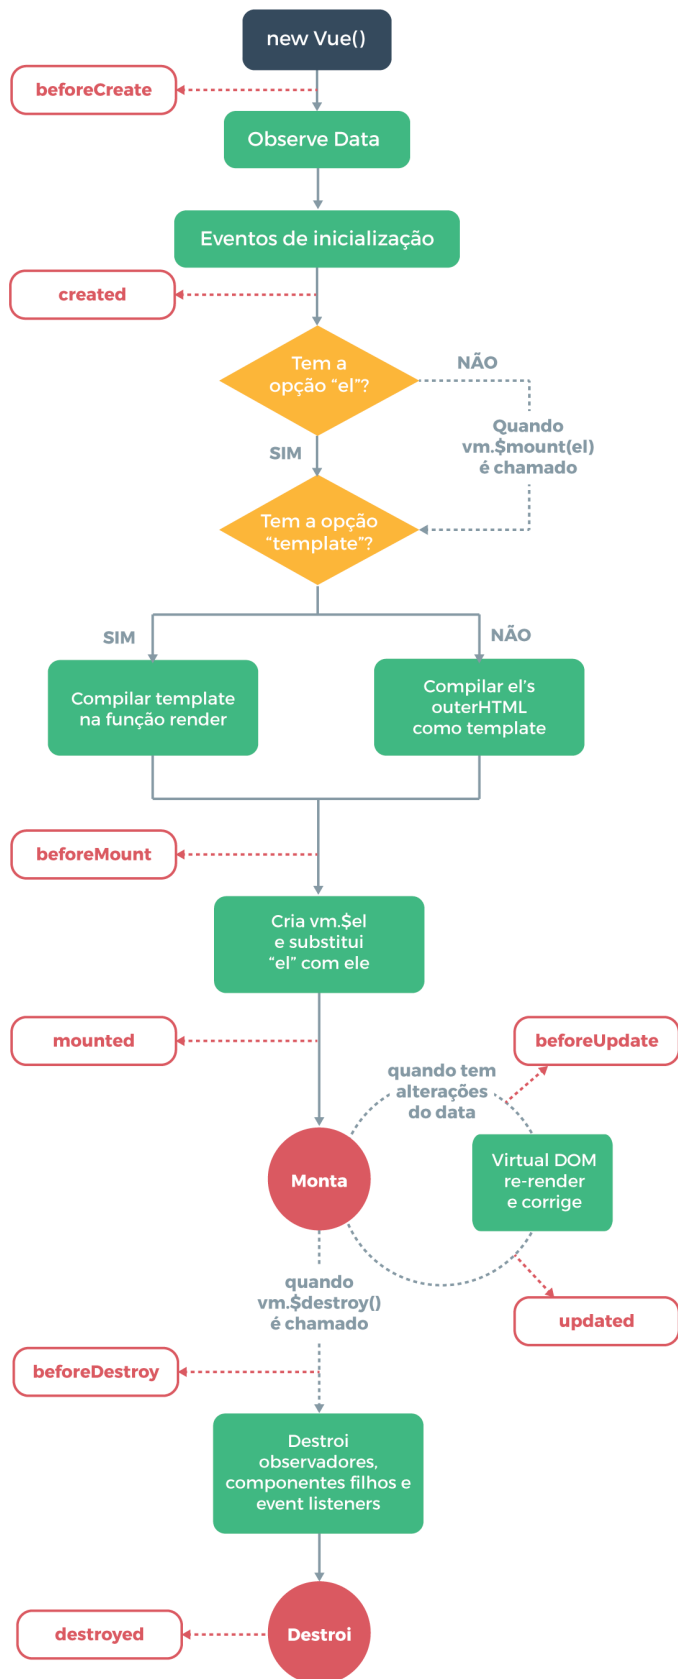 new Vue()
beforeCreate
Observe Data
Eventos de inicialização
created
Tem a
opção “el”?
NÃO
Quando
vm.$mount(el)
é chamado
SIM
Tem a opção
“template”?
SIM
NÃO
Compilar template
na função render
Compilar el’s
outerHTML
como template
beforeMount
Cria vm.$el
e substitui
“el” com ele
mounted
beforeUpdate
quando tem
alterações
do data
Monta
Virtual DOM
re-render
e corrige
quando
vm.$destroy()
é chamado
updated
beforeDestroy
Destroi
observadores,
componentes filhos e
event listeners
destroyed
Destroi